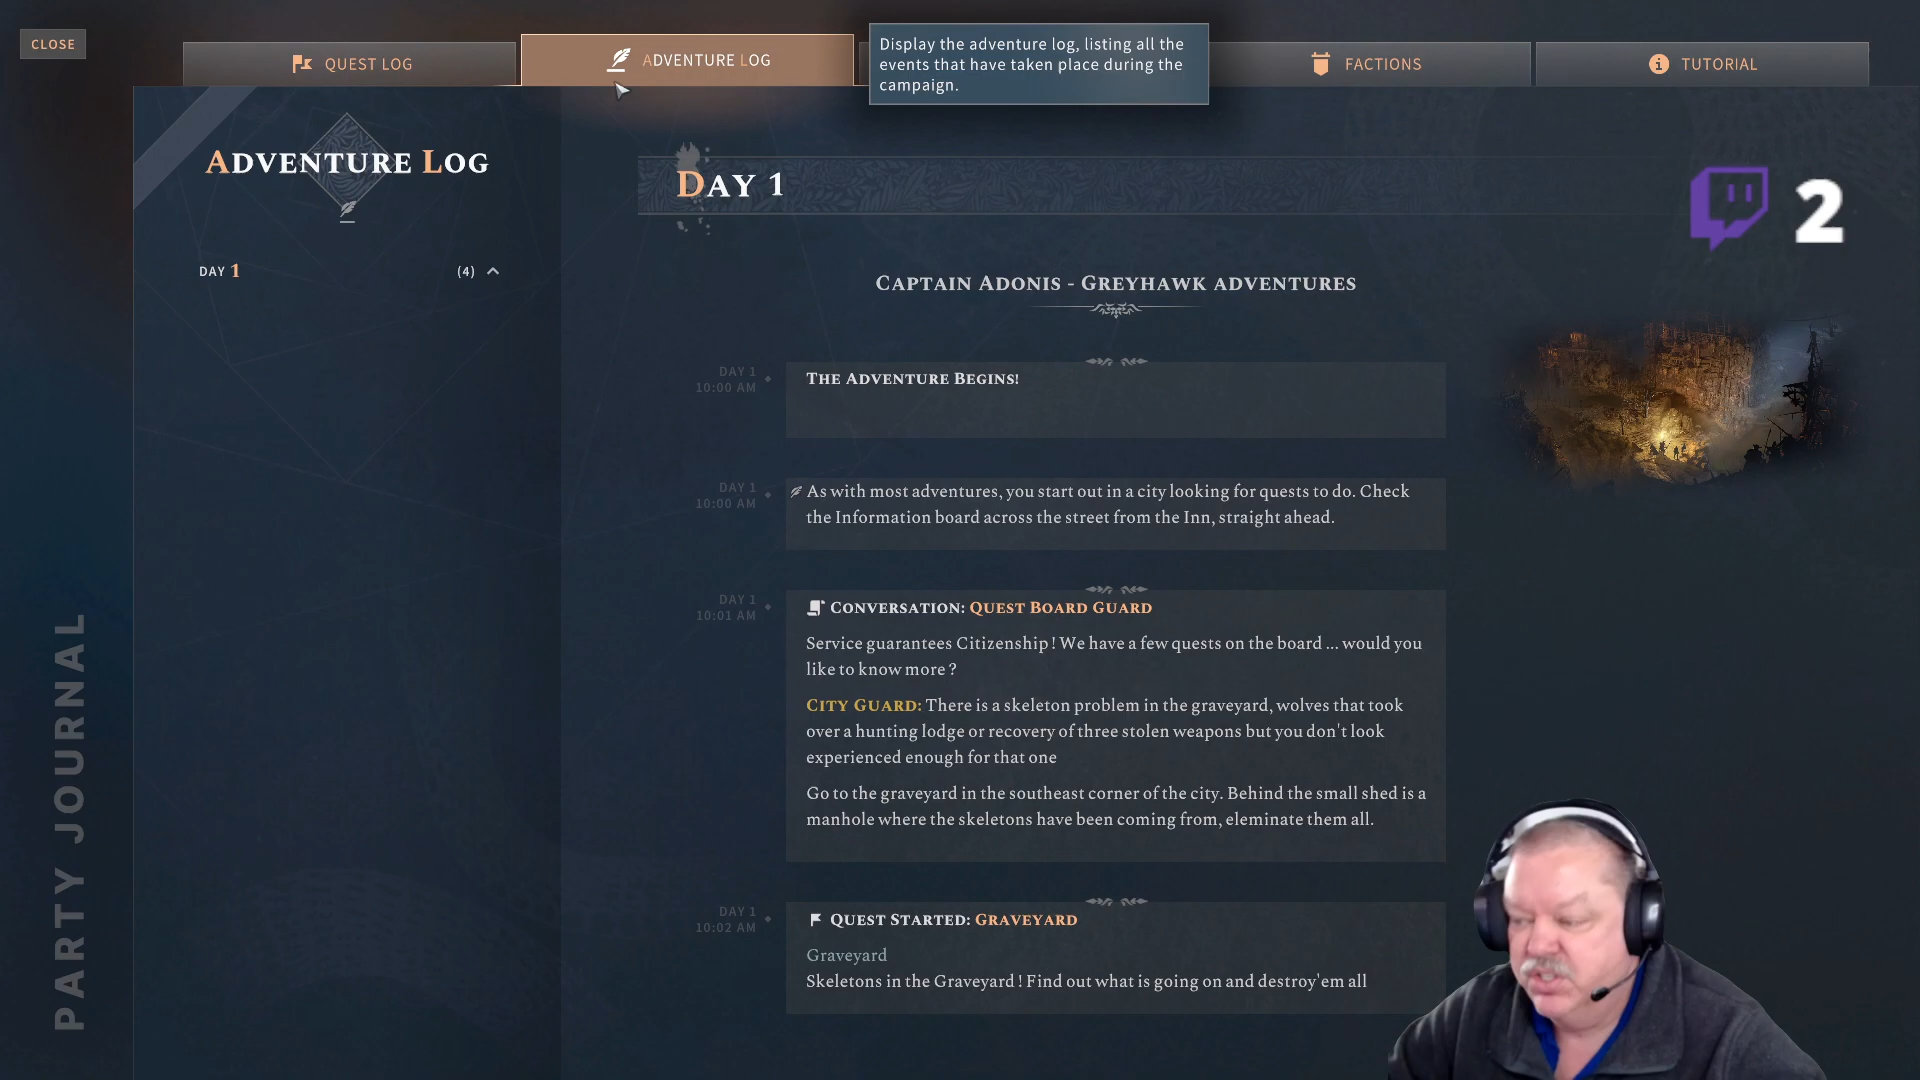 CLOSE
QUEST LOG
ADVENTURE LOG
Display the adventure log, listing all the
events that have taken place during the
campaign.
FACTIONS
TUTORIAL
ADVENTURE LOG
DAY 1
(4)
PARTY JOURNAL
DAY 1
2
CAPTAIN ADONIS - GREYHAWK ADVENTURES
DAY 1
10:00 AM
THE ADVENTURE BEGINS!
DAY 1
10:00 AM
As with most adventures, you start out in a city looking for quests to do. Check
the Information board across the street from the Inn, straight ahead.
DAY 1
10:01 AM
CONVERSATION: QUEST BOARD GUARD
Service guarantees Citizenship ! We have a few quests on the board ... would you
like to know more ?
CITY GUARD: There is a skeleton problem in the graveyard, wolves that took
over a hunting lodge or recovery of three stolen weapons but you don't look
experienced enough for that one
Go to the graveyard in the southeast corner of the city. Behind the small shed is a
manhole where the skeletons have been coming from, eleminate them all.
DAY 1
10:02 AM
QUEST STARTED: GRAVEYARD
Graveyard
Skeletons in the Graveyard ! Find out what is going on and destroy'em all